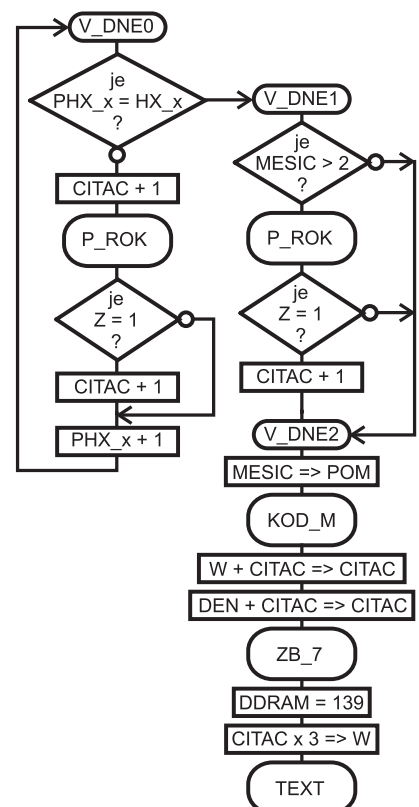 V_DNE0
je
PHX_x = HX_x
?
CITAC + 1
P_ROK
je
Z = 1
?
CITAC + 1
PHX_x + 1
V_DNE1
je
MESIC > 2
?
P_ROK
je
Z = 1
?
CITAC + 1
V_DNE2
MESIC => POM
KOD_M
W + CITAC => CITAC
DEN + CITAC => CITAC
ZB_7
DDRAM = 139
CITAC x 3 => W
TEXT